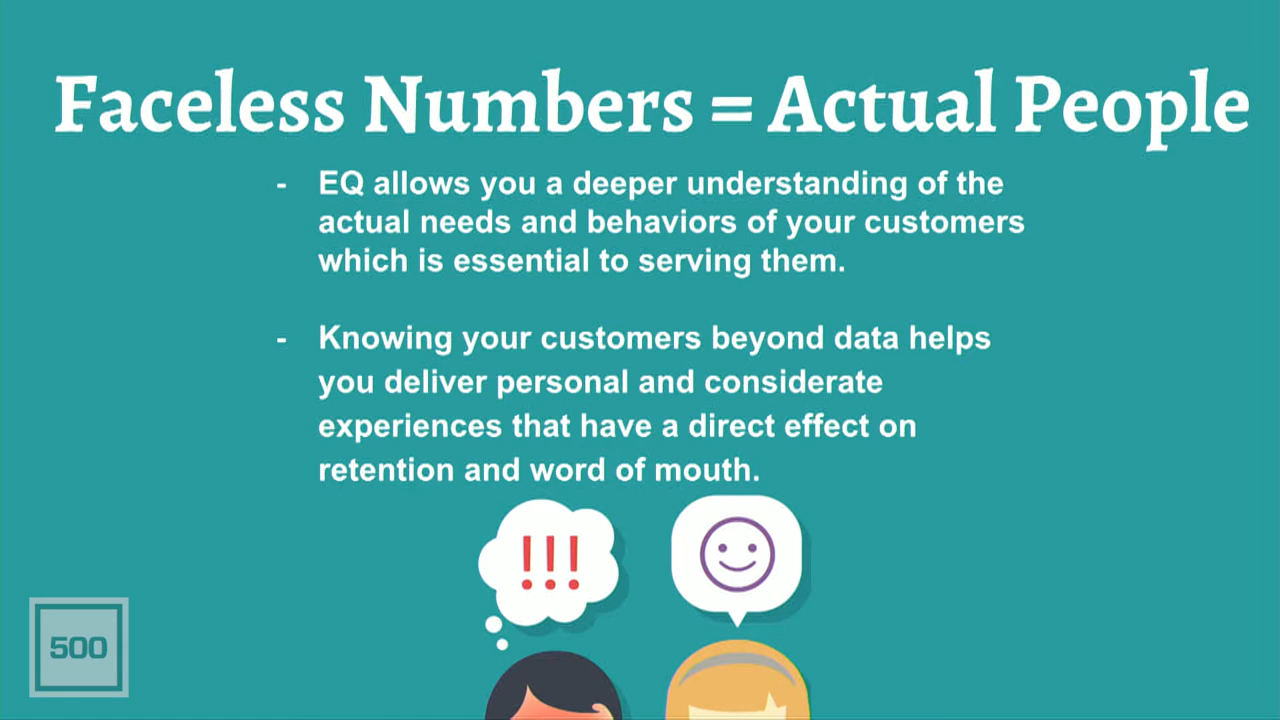 Faceless Numbers = Actual People
- EQ allows you a deeper understanding of the
actual needs and behaviors of your customers
which is essential to serving them.
- Knowing your customers beyond data helps
you deliver personal and considerate
experiences that have a direct effect on
retention and word of mouth.
!!!
500